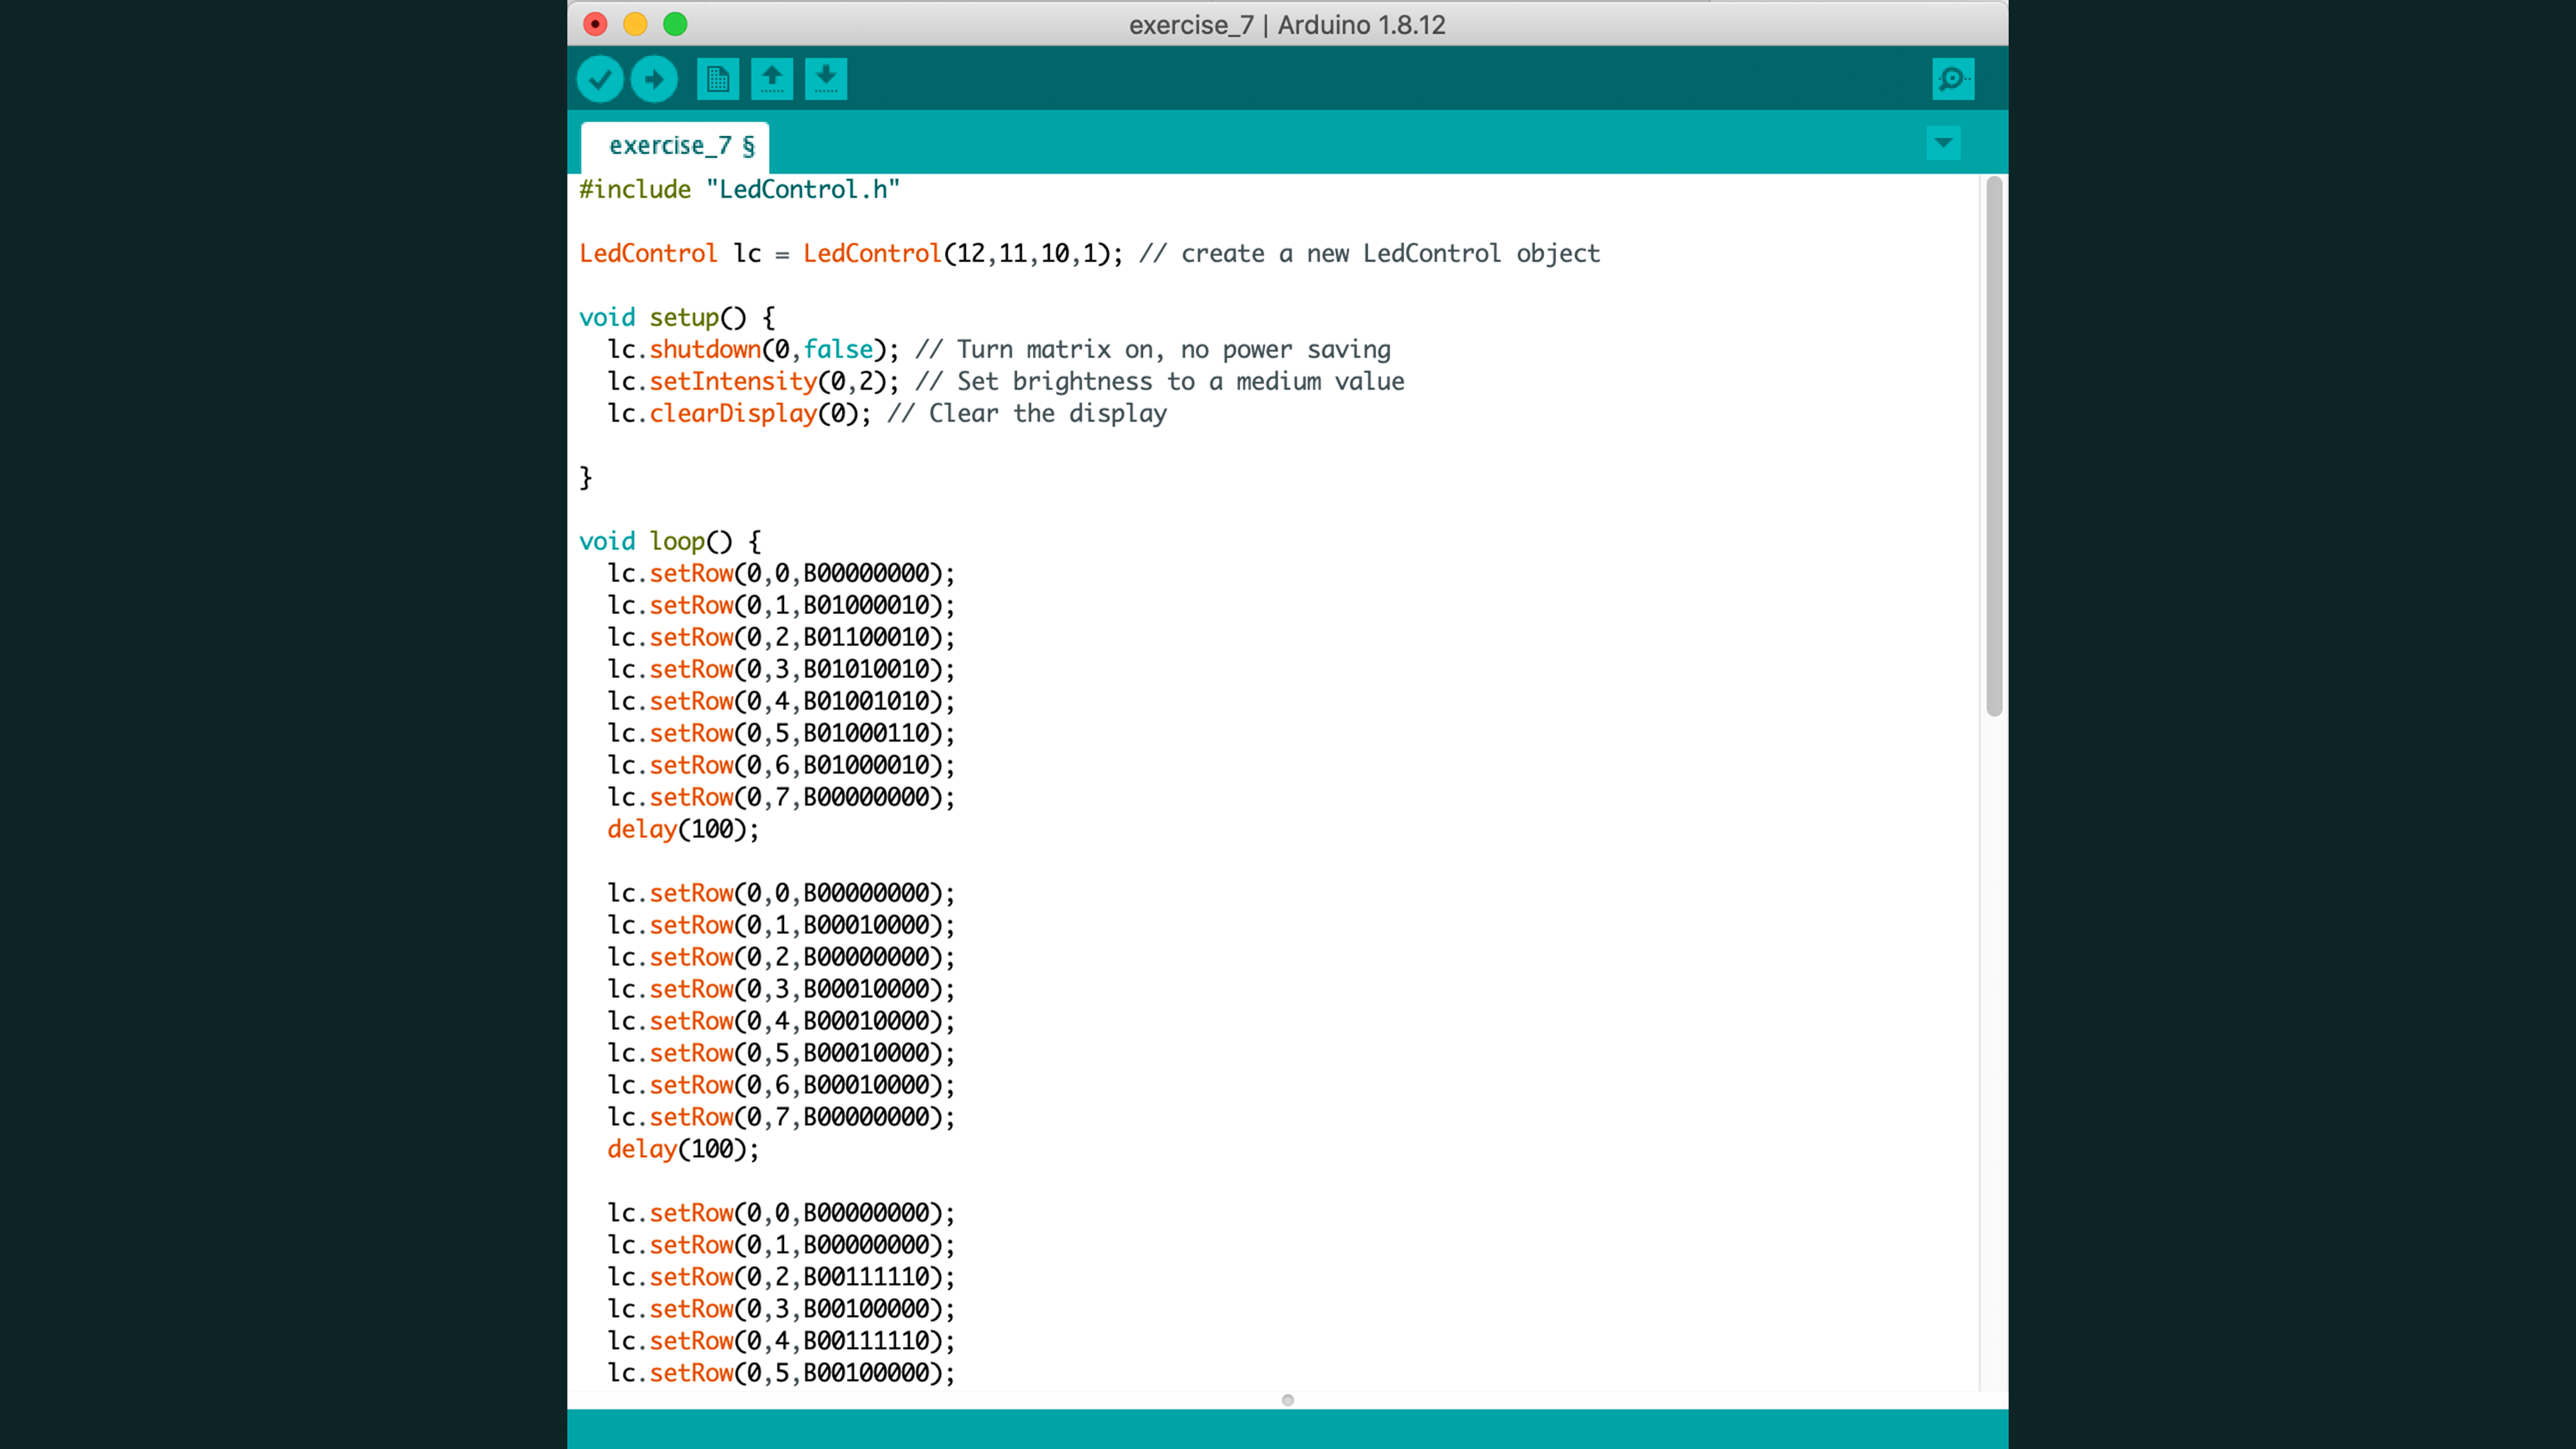 exercise_7 | Arduino 1.8.12
exercise_7 §
#include "LedControl.h"
LedControl lc = LedControl(12,11,10,1); // create a new LedControl object
void setup() {
lc.shutdown(0,false); // Turn matrix on, no power saving
lc.setIntensity(0,2); // Set brightness to a medium value
lc.clearDisplay(0); // Clear the display
}
void loop() {
lc.setRow(0,0,B00000000);
lc.setRow(0,1,B01000010);
lc.setRow(0,2,B01100010);
lc.setRow(0,3,B01010010);
lc.setRow(0,4,B01001010);
lc.setRow(0,5,B01000110);
lc.setRow(0,6,B01000010);
lc.setRow(0,7,B00000000);
delay(100);
lc.setRow(0,0,B00000000);
lc.setRow(0,1,B00010000);
lc.setRow(0,2,B00000000);
lc.setRow(0,3,B00010000);
lc.setRow(0,4,B00010000);
lc.setRow(0,5,B00010000);
lc.setRow(0,6,B00010000);
lc.setRow(0,7,B00000000);
delay(100);
lc.setRow(0,0,B00000000);
lc.setRow(0,1,B00000000);
lc.setRow(0,2,B00111110);
lc.setRow(0,3,B00100000);
lc.setRow(0,4,B00111110);
lc.setRow(0,5,B00100000);